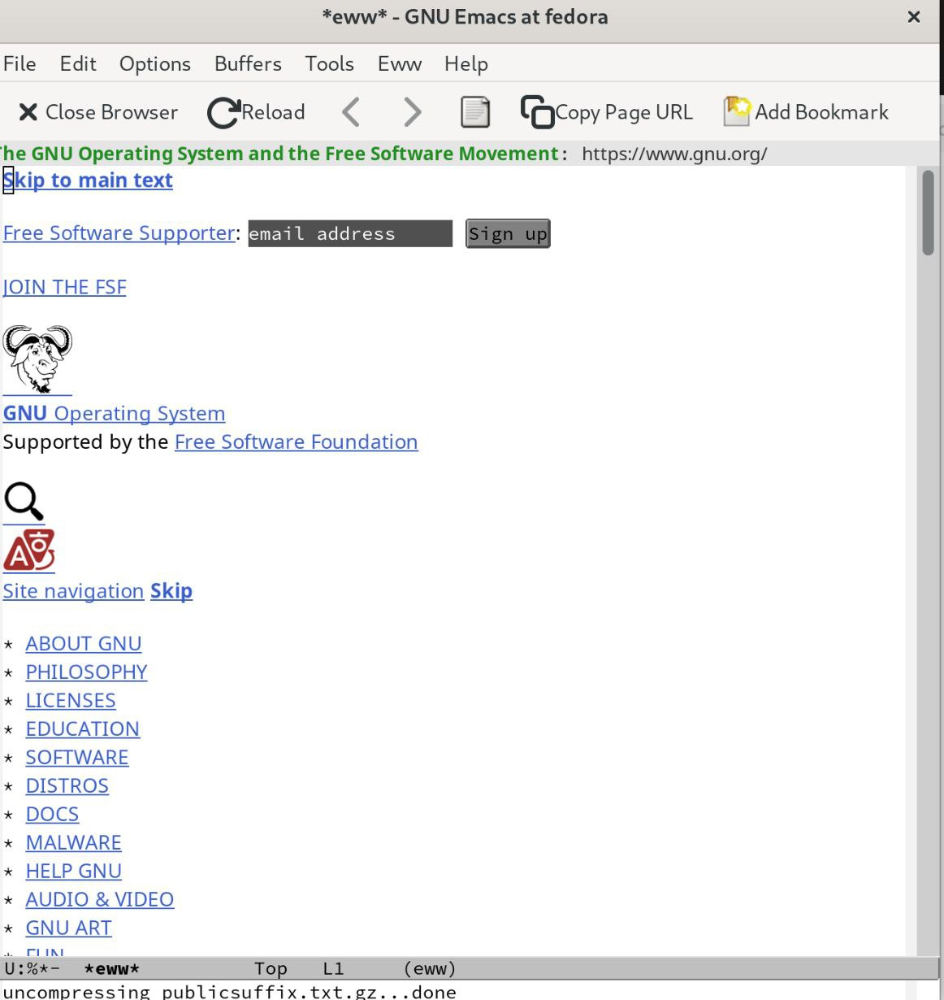 *eww* - GNU Emacs at fedora
File Edit Options Buffers Tools Eww Help
Close Browser Reload Copy Page URL Add Bookmark
The GNU Operating System and the Free Software Movement: https://www.gnu.org/
Skip to main text
Free Software Supporter: email address Sign up
JOIN THE FSF
GNU Operating System
Supported by the Free Software Foundation
Site navigation Skip
* ABOUT GNU
* PHILOSOPHY
* LICENSES
* EDUCATION
* SOFTWARE
* DISTROS
* DOCS
* MALWARE
* HELP GNU
* AUDIO & VIDEO
* GNU ART
* FUN
U:%*- *eww* Top L1 (eww)
uncompressing publicsuffix.txt.gz...done